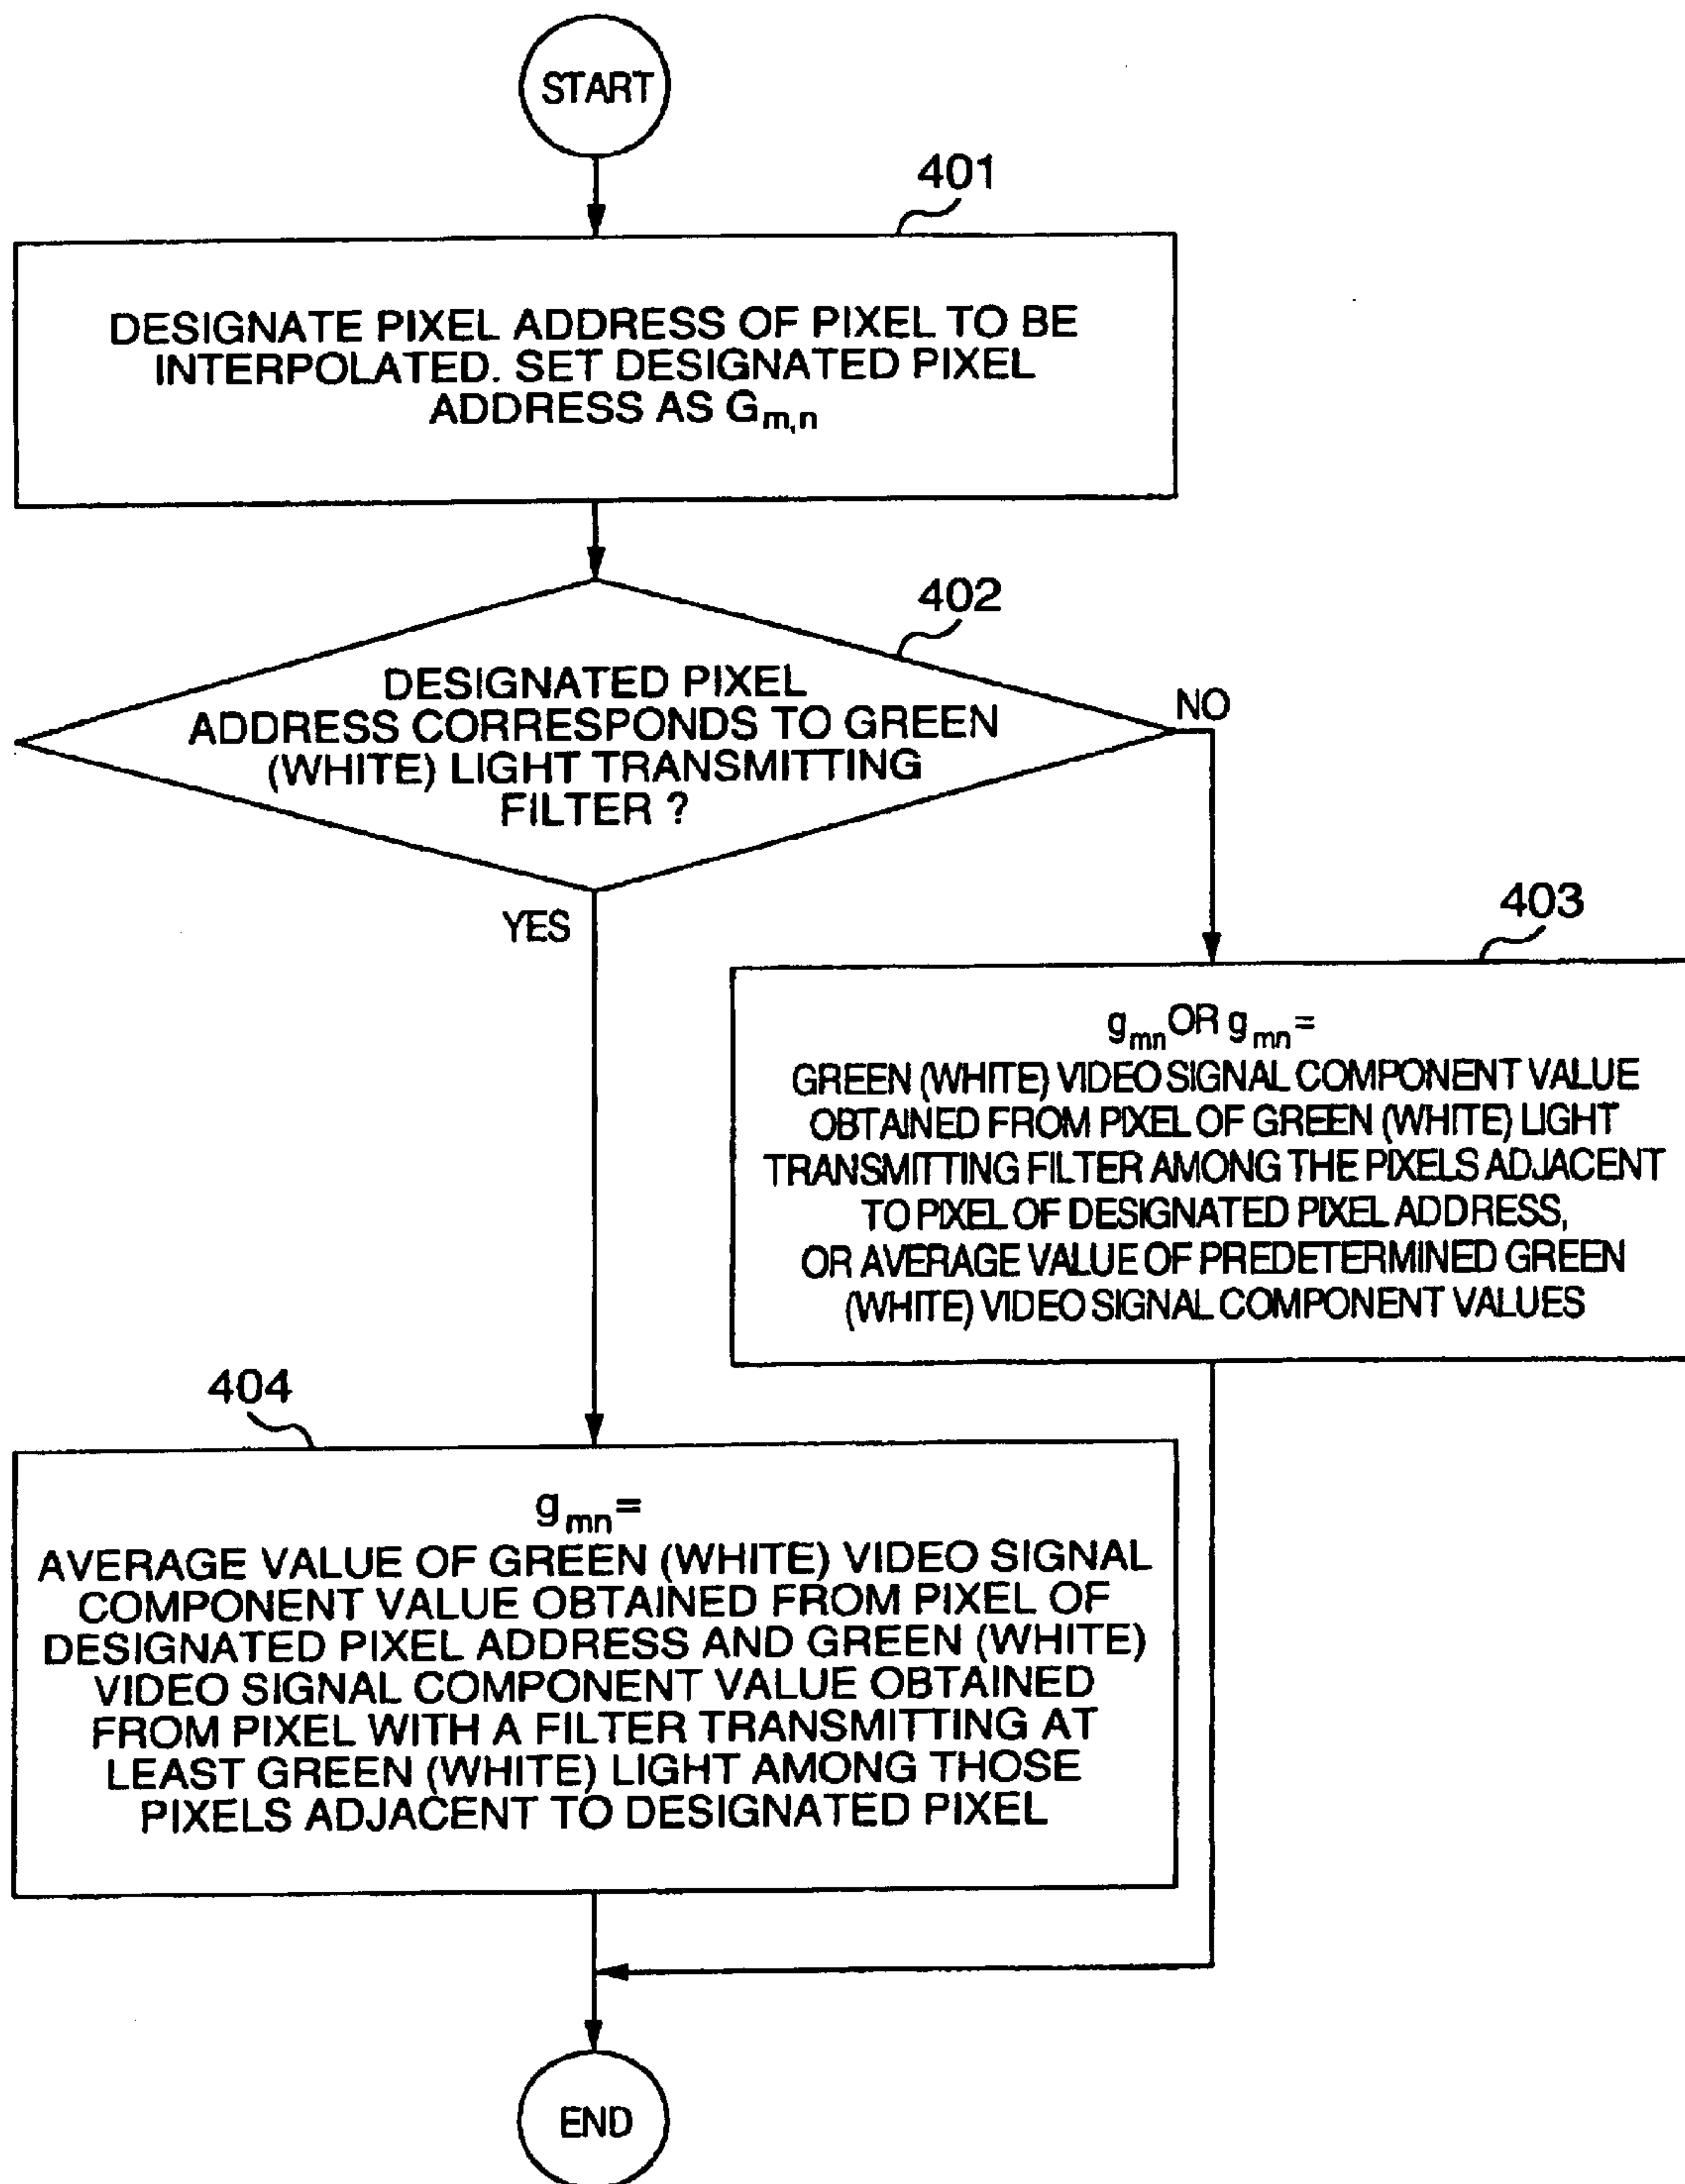 START
401
DESIGNATE PIXEL ADDRESS OF PIXEL TO BE
INTERPOLATED. SET DESIGNATED PIXEL
ADDRESS AS Gm,n
402
DESIGNATED PIXEL
ADDRESS CORRESPONDS TO GREEN
(WHITE) LIGHT TRANSMITTING
FILTER ?
NO
YES
403
gmn OR gmn=
GREEN (WHITE) VIDEO SIGNAL COMPONENT VALUE
OBTAINED FROM PIXEL OF GREEN (WHITE) LIGHT
TRANSMITTING FILTER AMONG THE PIXELS ADJACENT
TO PIXEL OF DESIGNATED PIXEL ADDRESS,
OR AVERAGE VALUE OF PREDETERMINED GREEN
(WHITE) VIDEO SIGNAL COMPONENT VALUES
404
gmn=
AVERAGE VALUE OF GREEN (WHITE) VIDEO SIGNAL
COMPONENT VALUE OBTAINED FROM PIXEL OF
DESIGNATED PIXEL ADDRESS AND GREEN (WHITE)
VIDEO SIGNAL COMPONENT VALUE OBTAINED
FROM PIXEL WITH A FILTER TRANSMITTING AT
LEAST GREEN (WHITE) LIGHT AMONG THOSE
PIXELS ADJACENT TO DESIGNATED PIXEL
END